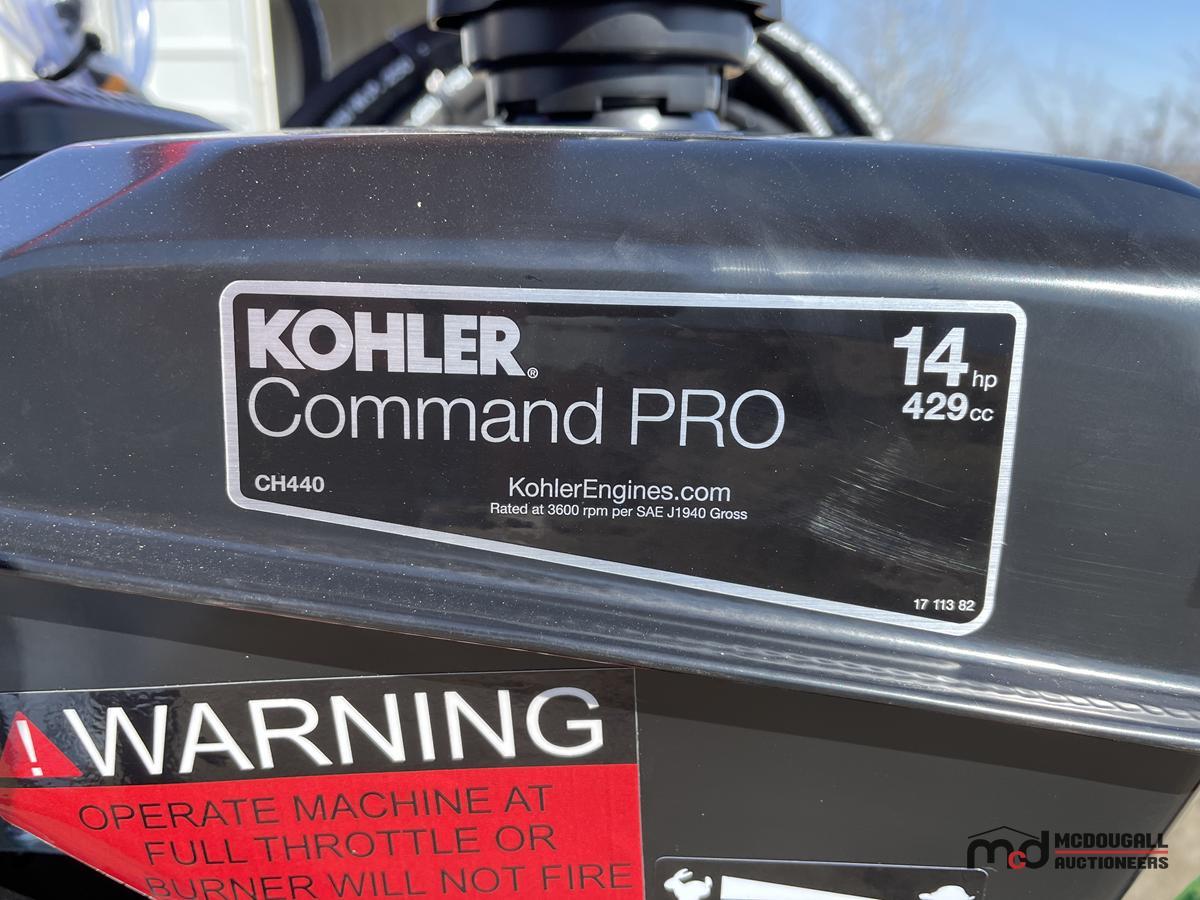 KOHLER®
Command PRO
14 hp
429 cc
CH440
KohlerEngines.com
Rated at 3600 rpm per SAE J1940 Gross
17 113 82
! WARNING
OPERATE MACHINE AT
FULL THROTTLE OR
BURNER WILL NOT FIRE
mcd MCDOUGALL
AUCTIONEERS